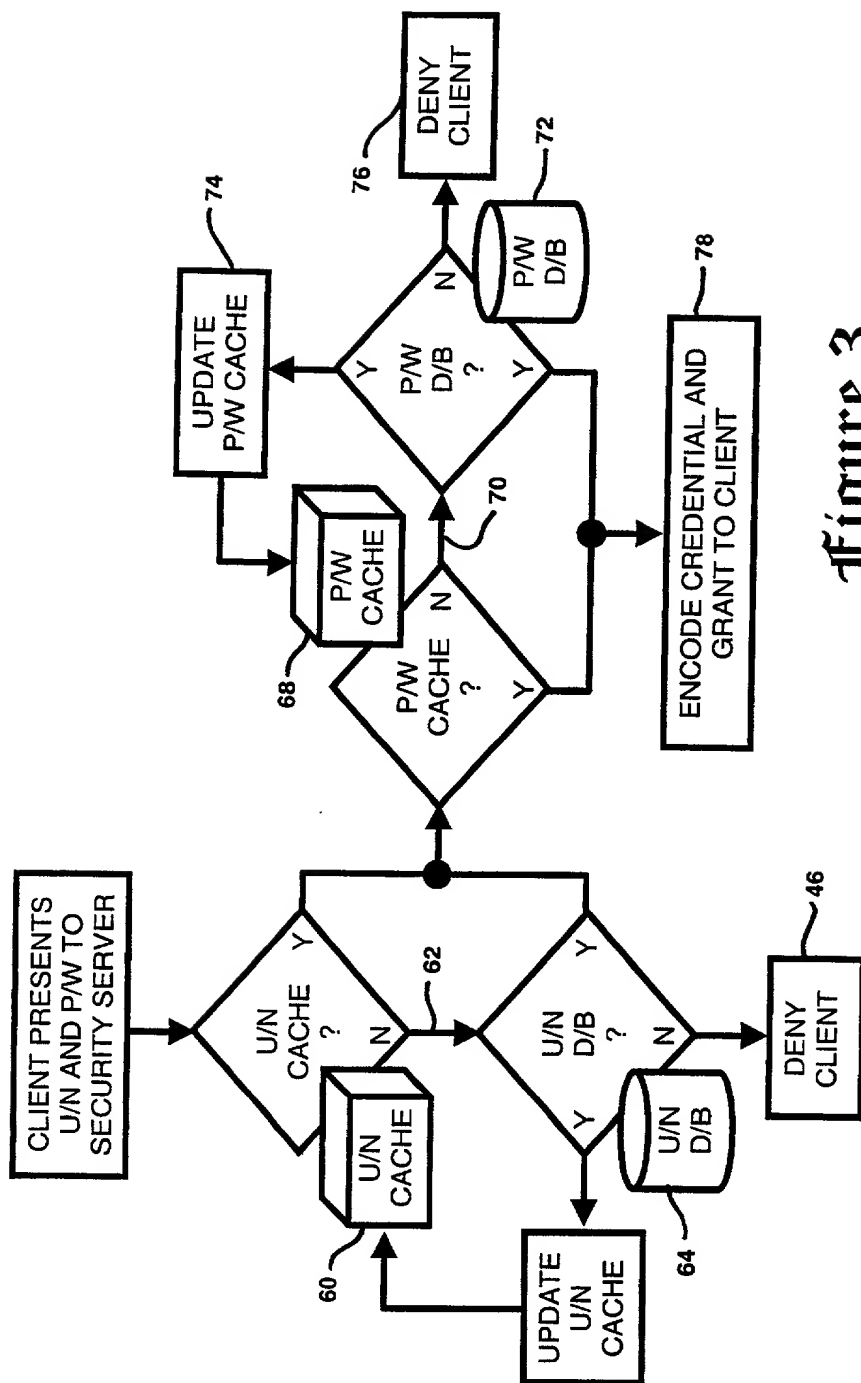 CLIENT PRESENTS
U/N AND P/W TO
SECURITY SERVER
U/N
CACHE
?
Y
N
62
U/N
CACHE
60
U/N
D/B
?
Y
Y
N
U/N
D/B
64
UPDATE
U/N
CACHE
DENY
CLIENT
46
P/W
CACHE
?
N
Y
70
P/W
CACHE
68
UPDATE
P/W CACHE
74
P/W
D/B
?
Y
N
Y
P/W
D/B
72
DENY
CLIENT
76
ENCODE CREDENTIAL AND
GRANT TO CLIENT
78
Figure 3